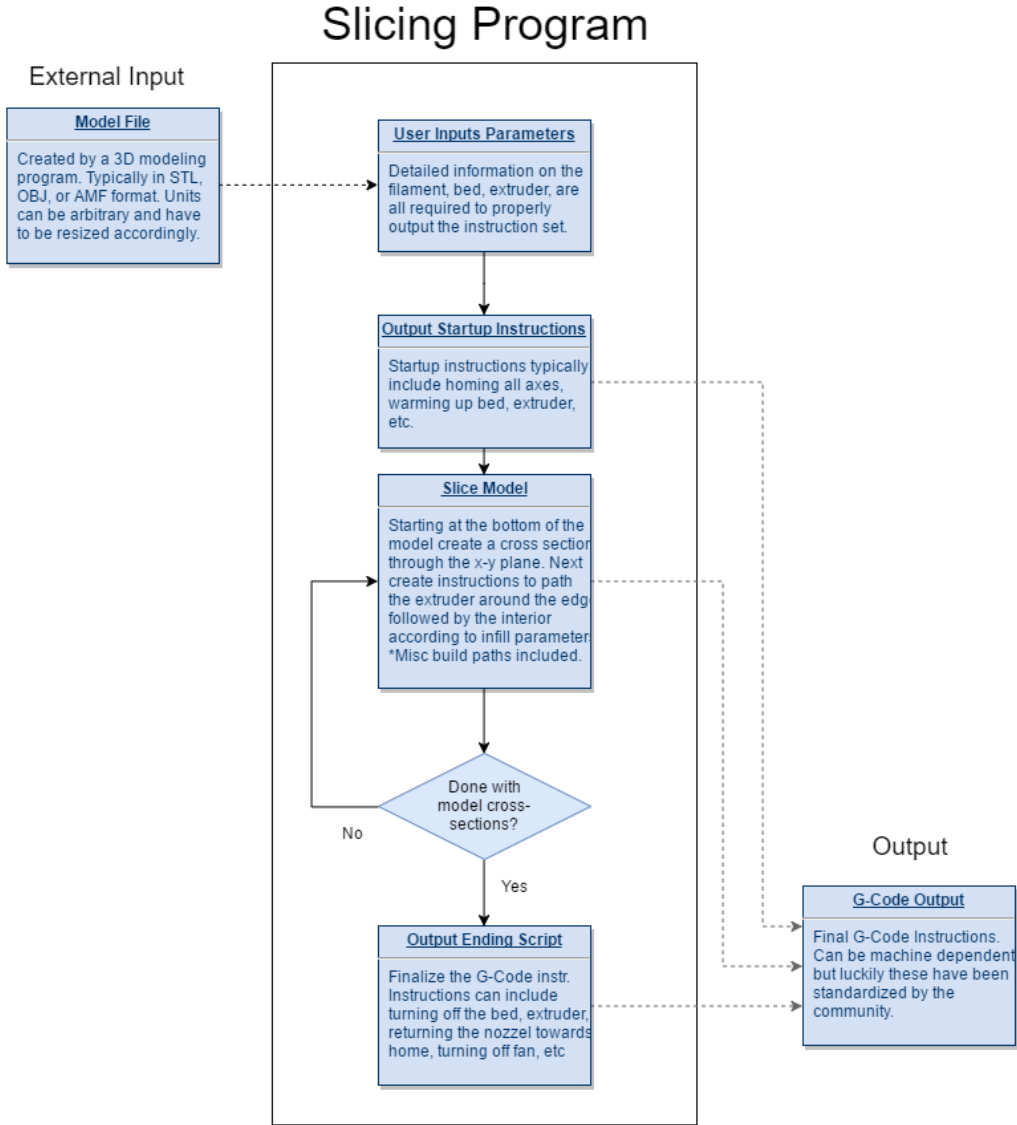 Slicing Program
External Input
Model File
Created by a 3D modeling
program. Typically in STL,
OBJ, or AMF format. Units
can be arbitrary and have
to be resized accordingly.
User Inputs Parameters
Detailed information on the
filament, bed, extruder, are
all required to properly
output the instruction set.
Output Startup Instructions
Startup instructions typically
include homing all axes,
warming up bed, extruder,
etc.
Slice Model
Starting at the bottom of the
model create a cross section
through the x-y plane. Next
create instructions to path
the extruder around the edg
followed by the interior
according to infill parameter
*Misc build paths included.
Done with
model cross-
sections?
No
Yes
Output Ending Script
Finalize the G-Code instr.
Instructions can include
turning off the bed, extruder,
returning the nozzel towards
home, turning off fan, etc
Output
G-Code Output
Final G-Code Instructions.
Can be machine dependent
but luckily these have been
standardized by the
community.